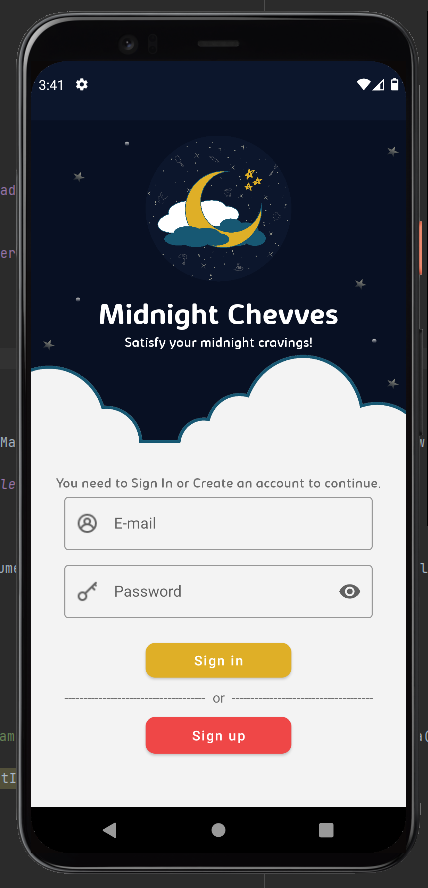 3:41
Midnight Chevves
Satisfy your midnight cravings!
You need to Sign In or Create an account to continue.
E-mail
Password
Sign in
or
Sign up